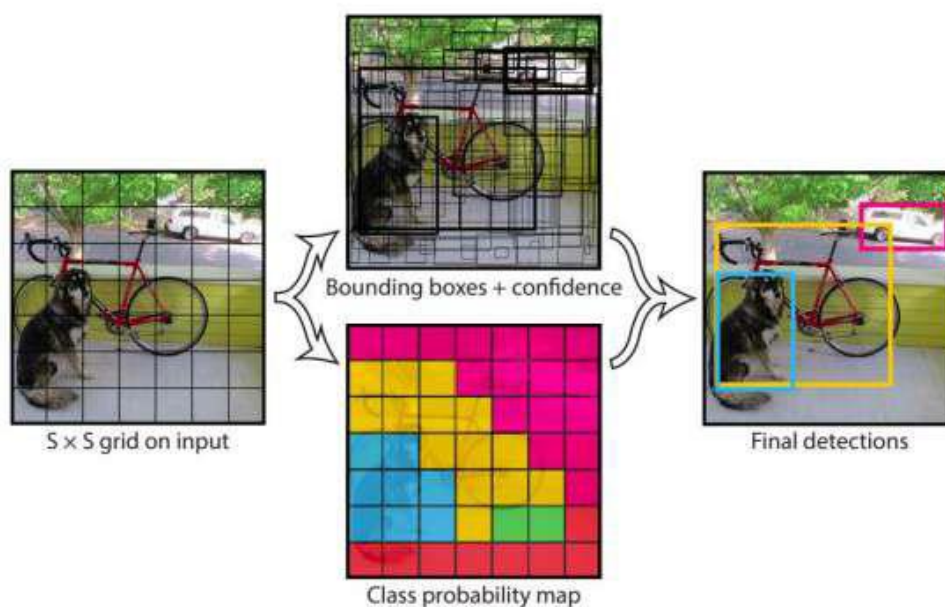 Bounding boxes + confidence
S × S grid on input
Final detections
Class probability map